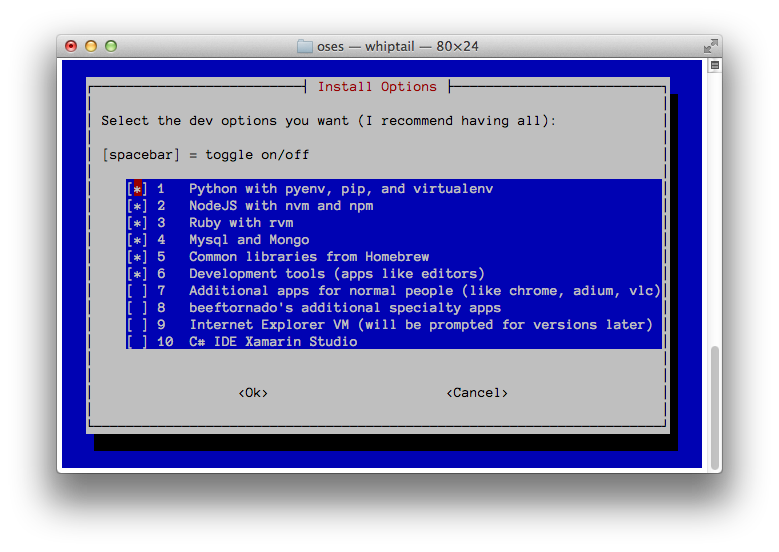 oses — whiptail — 80×24
Install Options
Select the dev options you want (I recommend having all):
[spacebar] = toggle on/off
[*] 1 Python with pyenv, pip, and virtualenv
[*] 2 NodeJS with nvm and npm
[*] 3 Ruby with rvm
[*] 4 Mysql and Mongo
[*] 5 Common libraries from Homebrew
[*] 6 Development tools (apps like editors)
[ ] 7 Additional apps for normal people (like chrome, adium, vlc)
[ ] 8 beeftornado's additional specialty apps
[ ] 9 Internet Explorer VM (will be prompted for versions later)
[ ] 10 C# IDE Xamarin Studio
<Ok> <Cancel>